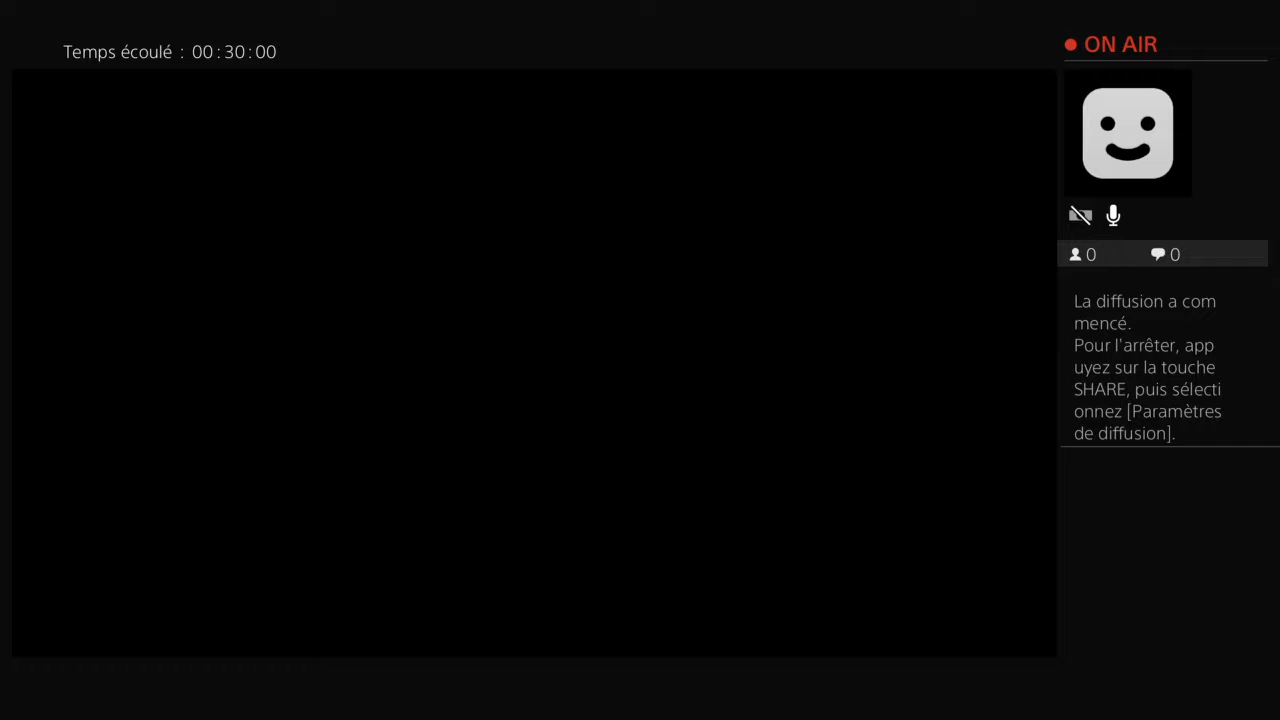 Temps écoulé : 00:30:00
ON AIR
0 0
La diffusion a com
mencé.
Pour l'arrêter, app
uyez sur la touche
SHARE, puis sélecti
onnez [Paramètres
de diffusion].